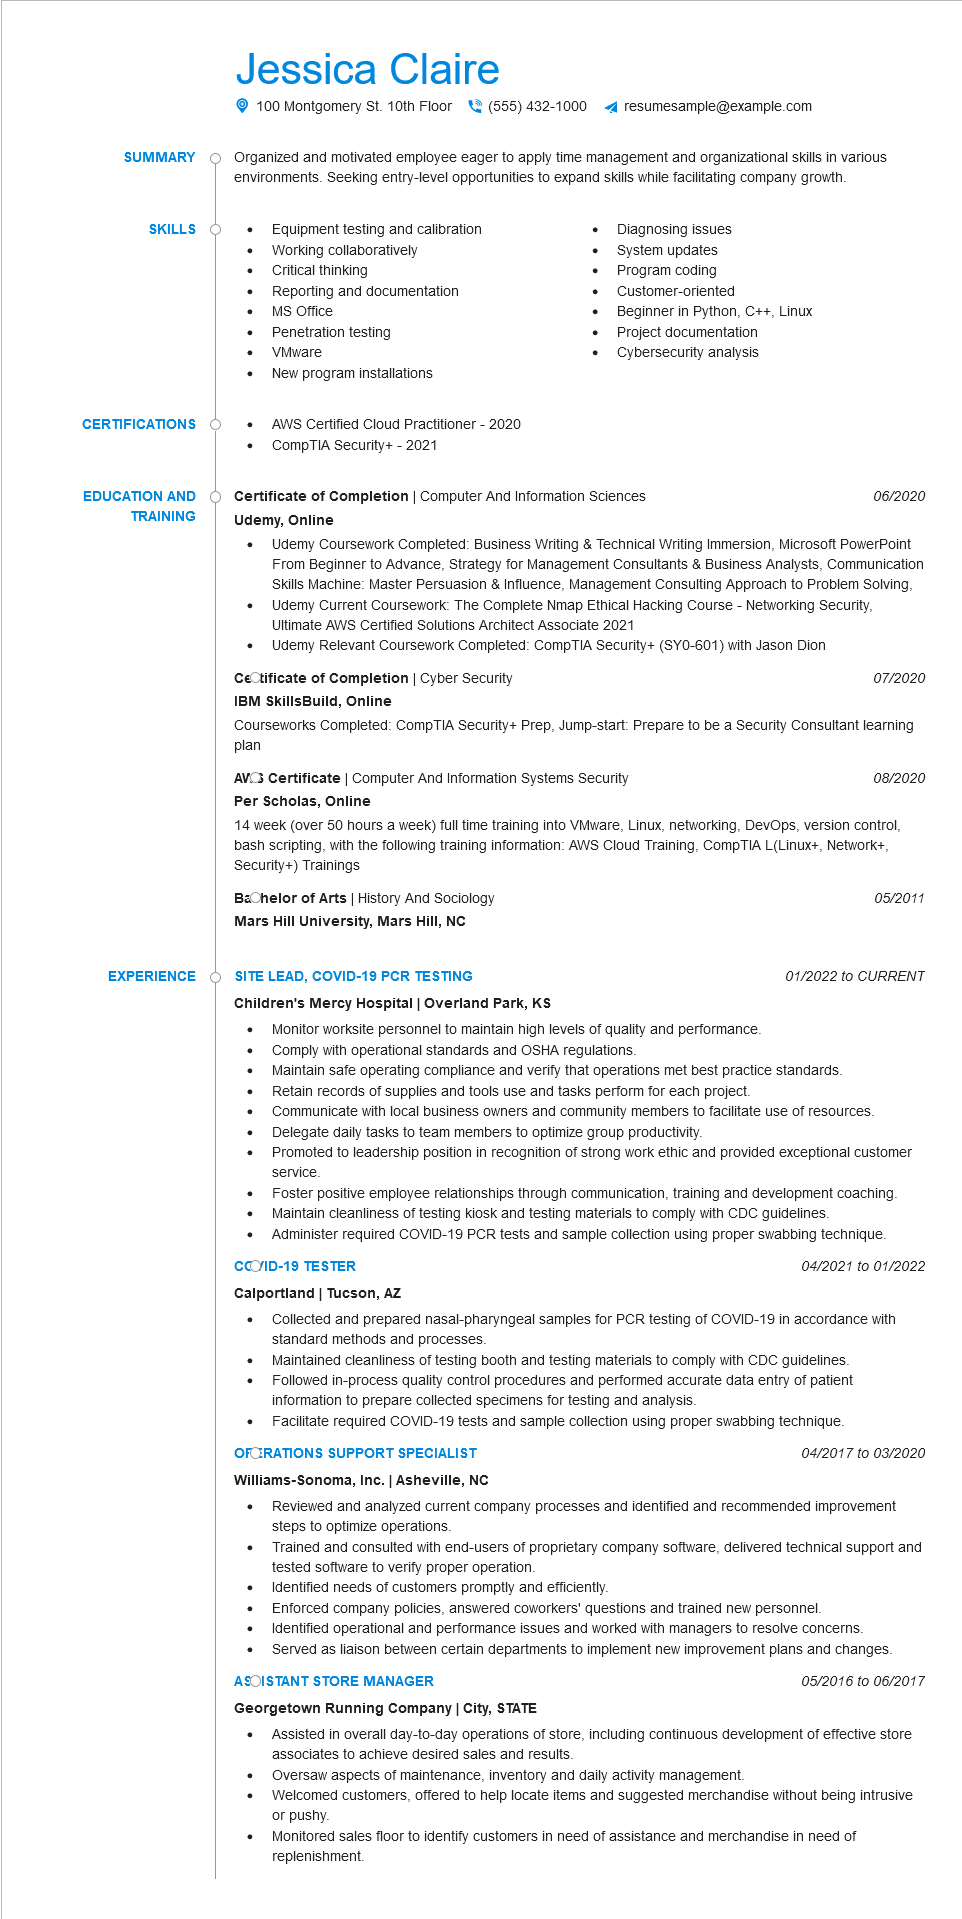 Jessica Claire
100 Montgomery St. 10th Floor (555) 432-1000 resumesample@example.com
SUMMARY
Organized and motivated employee eager to apply time management and organizational skills in various
environments. Seeking entry-level opportunities to expand skills while facilitating company growth.
SKILLS
• Equipment testing and calibration
• Working collaboratively
• Critical thinking
• Reporting and documentation
• MS Office
• Penetration testing
• VMware
• New program installations
• Diagnosing issues
• System updates
• Program coding
• Customer-oriented
• Beginner in Python, C++, Linux
• Project documentation
• Cybersecurity analysis
CERTIFICATIONS
• AWS Certified Cloud Practitioner - 2020
• CompTIA Security+ - 2021
EDUCATION AND
TRAINING
Certificate of Completion | Computer And Information Sciences 06/2020
Udemy, Online
• Udemy Coursework Completed: Business Writing & Technical Writing Immersion, Microsoft PowerPoint
From Beginner to Advance, Strategy for Management Consultants & Business Analysts, Communication
Skills Machine: Master Persuasion & Influence, Management Consulting Approach to Problem Solving,
• Udemy Current Coursework: The Complete Nmap Ethical Hacking Course - Networking Security,
Ultimate AWS Certified Solutions Architect Associate 2021
• Udemy Relevant Coursework Completed: CompTIA Security+ (SY0-601) with Jason Dion
Certificate of Completion | Cyber Security 07/2020
IBM SkillsBuild, Online
Courseworks Completed: CompTIA Security+ Prep, Jump-start: Prepare to be a Security Consultant learning
plan
AWS Certificate | Computer And Information Systems Security 08/2020
Per Scholas, Online
14 week (over 50 hours a week) full time training into VMware, Linux, networking, DevOps, version control,
bash scripting, with the following training information: AWS Cloud Training, CompTIA L(Linux+, Network+,
Security+) Trainings
Bachelor of Arts | History And Sociology 05/2011
Mars Hill University, Mars Hill, NC
EXPERIENCE
SITE LEAD, COVID-19 PCR TESTING 01/2022 to CURRENT
Children's Mercy Hospital | Overland Park, KS
• Monitor worksite personnel to maintain high levels of quality and performance.
• Comply with operational standards and OSHA regulations.
• Maintain safe operating compliance and verify that operations met best practice standards.
• Retain records of supplies and tools use and tasks perform for each project.
• Communicate with local business owners and community members to facilitate use of resources.
• Delegate daily tasks to team members to optimize group productivity.
• Promoted to leadership position in recognition of strong work ethic and provided exceptional customer
service.
• Foster positive employee relationships through communication, training and development coaching.
• Maintain cleanliness of testing kiosk and testing materials to comply with CDC guidelines.
• Administer required COVID-19 PCR tests and sample collection using proper swabbing technique.
COVID-19 TESTER 04/2021 to 01/2022
Calportland | Tucson, AZ
• Collected and prepared nasal-pharyngeal samples for PCR testing of COVID-19 in accordance with
standard methods and processes.
• Maintained cleanliness of testing booth and testing materials to comply with CDC guidelines.
• Followed in-process quality control procedures and performed accurate data entry of patient
information to prepare collected specimens for testing and analysis.
• Facilitate required COVID-19 tests and sample collection using proper swabbing technique.
OPERATIONS SUPPORT SPECIALIST 04/2017 to 03/2020
Williams-Sonoma, Inc. | Asheville, NC
• Reviewed and analyzed current company processes and identified and recommended improvement
steps to optimize operations.
• Trained and consulted with end-users of proprietary company software, delivered technical support and
tested software to verify proper operation.
• Identified needs of customers promptly and efficiently.
• Enforced company policies, answered coworkers' questions and trained new personnel.
• Identified operational and performance issues and worked with managers to resolve concerns.
• Served as liaison between certain departments to implement new improvement plans and changes.
ASSISTANT STORE MANAGER 05/2016 to 06/2017
Georgetown Running Company | City, STATE
• Assisted in overall day-to-day operations of store, including continuous development of effective store
associates to achieve desired sales and results.
• Oversaw aspects of maintenance, inventory and daily activity management.
• Welcomed customers, offered to help locate items and suggested merchandise without being intrusive
or pushy.
• Monitored sales floor to identify customers in need of assistance and merchandise in need of
replenishment.